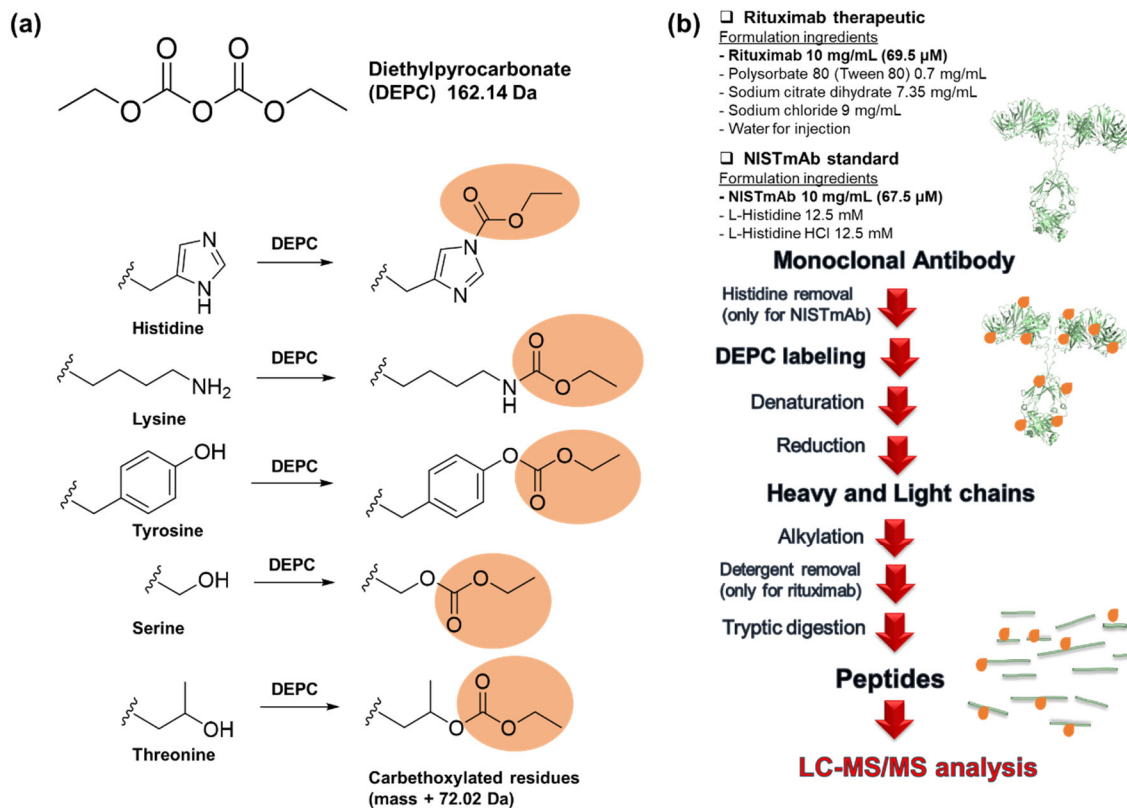 (a)
O O
O O O
Diethylpyrocarbonate
(DEPC) 162.14 Da
N
NH
DEPC
O
O
N
N
Histidine
NH2
DEPC
O
N
H
O
Lysine
OH
DEPC
O O
O
Tyrosine
OH
DEPC
O O
O
Serine
OH
DEPC
O O
O
Threonine
Carbethoxylated residues
(mass + 72.02 Da)
(b)
❑ Rituximab therapeutic
Formulation ingredients
- Rituximab 10 mg/mL (69.5 µM)
- Polysorbate 80 (Tween 80) 0.7 mg/mL
- Sodium citrate dihydrate 7.35 mg/mL
- Sodium chloride 9 mg/mL
- Water for injection
❑ NISTmAb standard
Formulation ingredients
- NISTmAb 10 mg/mL (67.5 µM)
- L-Histidine 12.5 mM
- L-Histidine HCl 12.5 mM
Monoclonal Antibody
Histidine removal
(only for NISTmAb)
DEPC labeling
Denaturation
Reduction
Heavy and Light chains
Alkylation
Detergent removal
(only for rituximab)
Tryptic digestion
Peptides
LC-MS/MS analysis